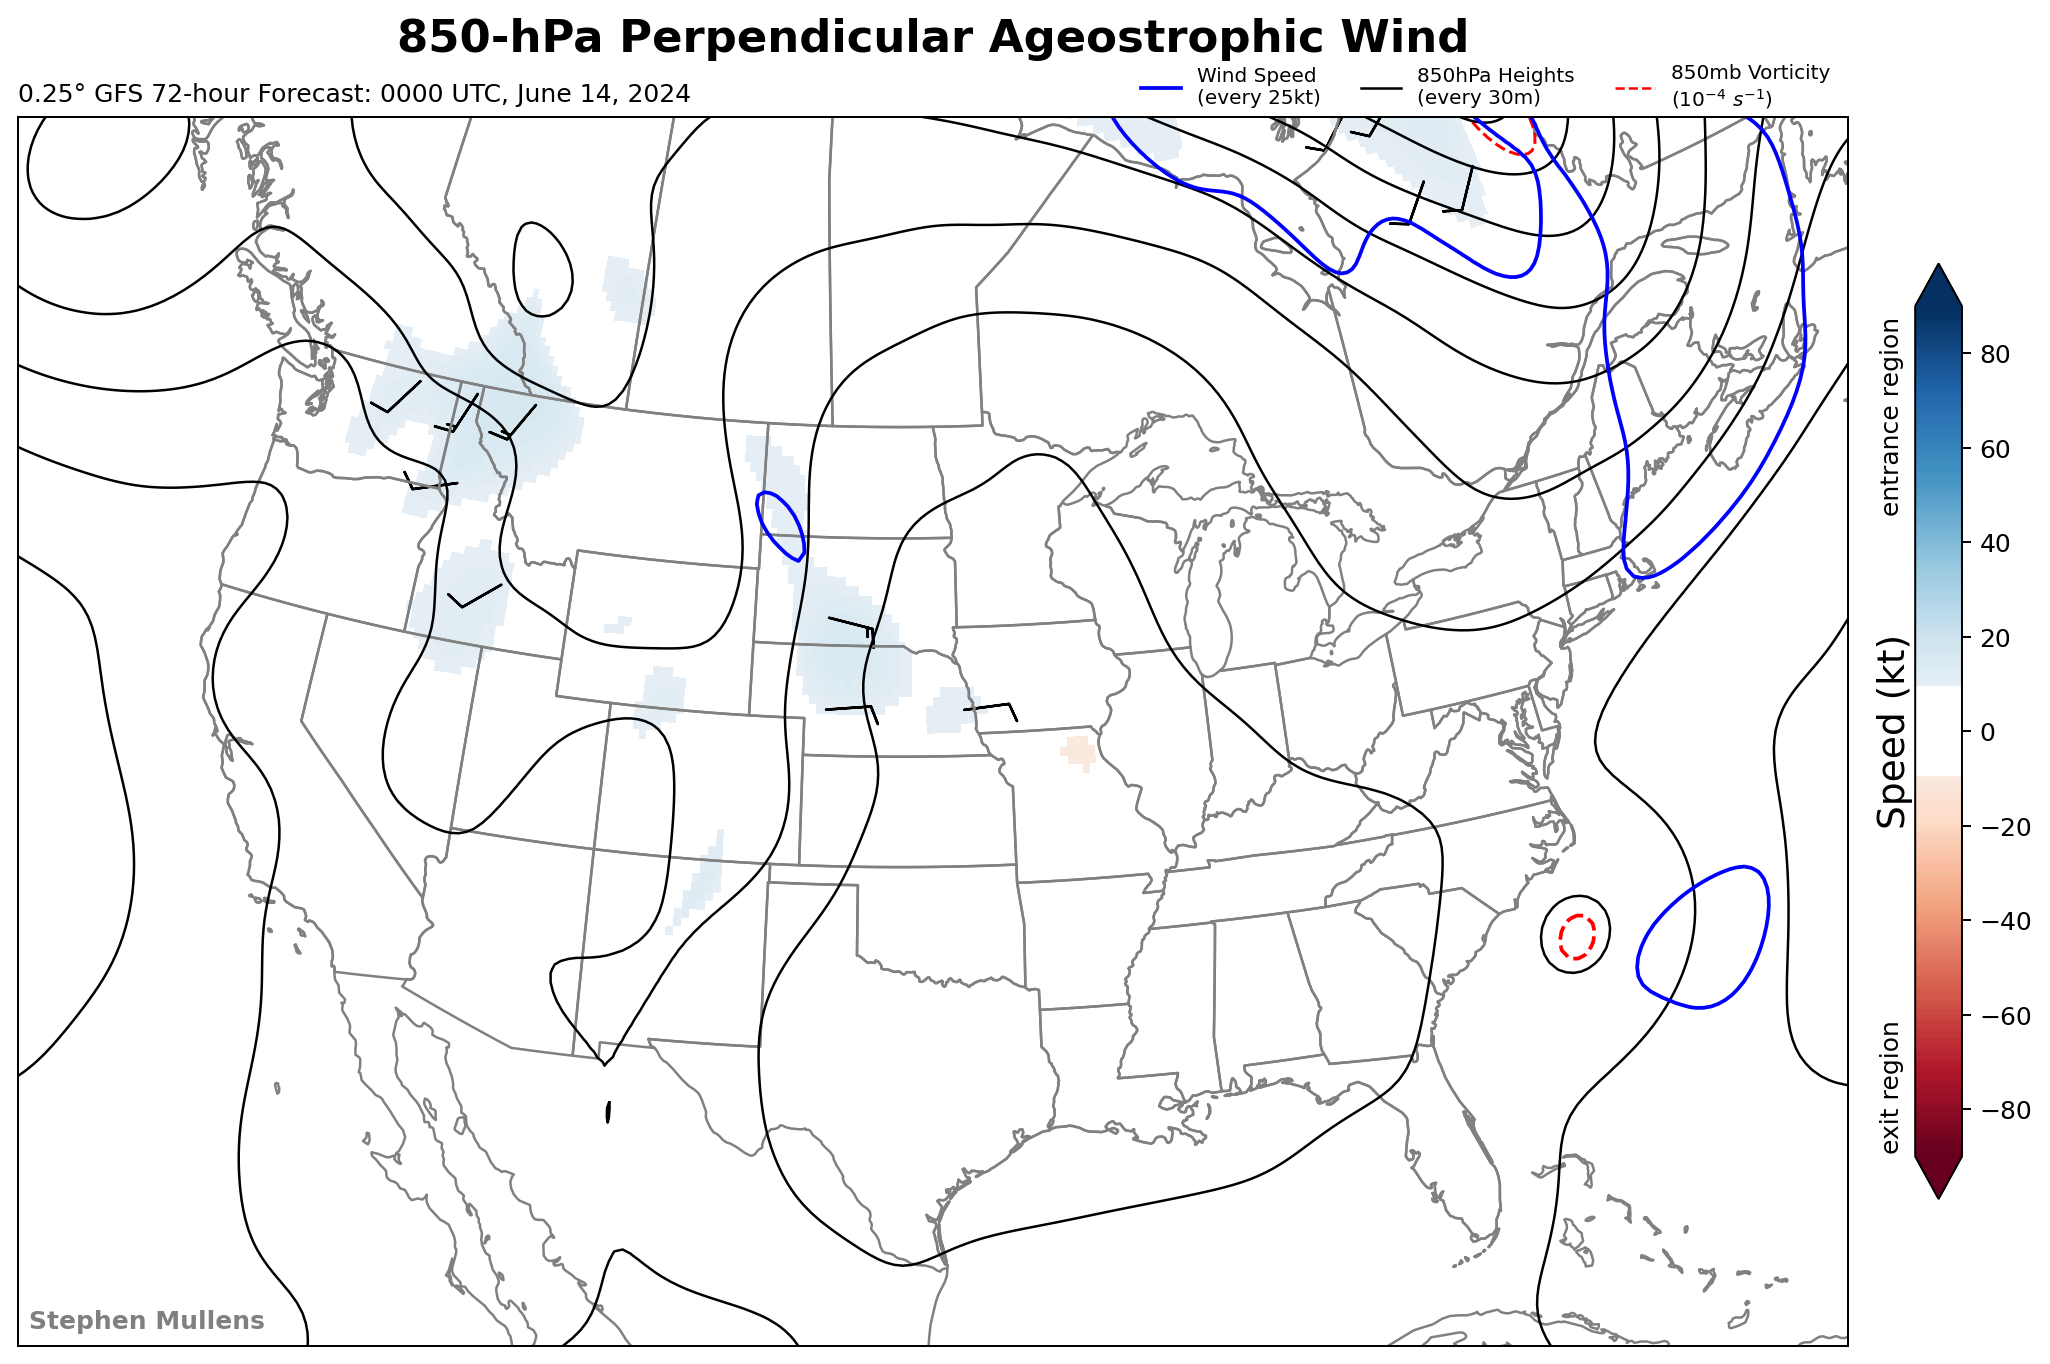 850-hPa Perpendicular Ageostrophic Wind
0.25° GFS 72-hour Forecast: 0000 UTC, June 14, 2024
Wind Speed
(every 25kt)
850hPa Heights
(every 30m)
850mb Vorticity
(10⁻⁴ s⁻¹)
entrance region
Speed (kt)
exit region
80
60
40
20
0
−20
−40
−60
−80
Stephen Mullens